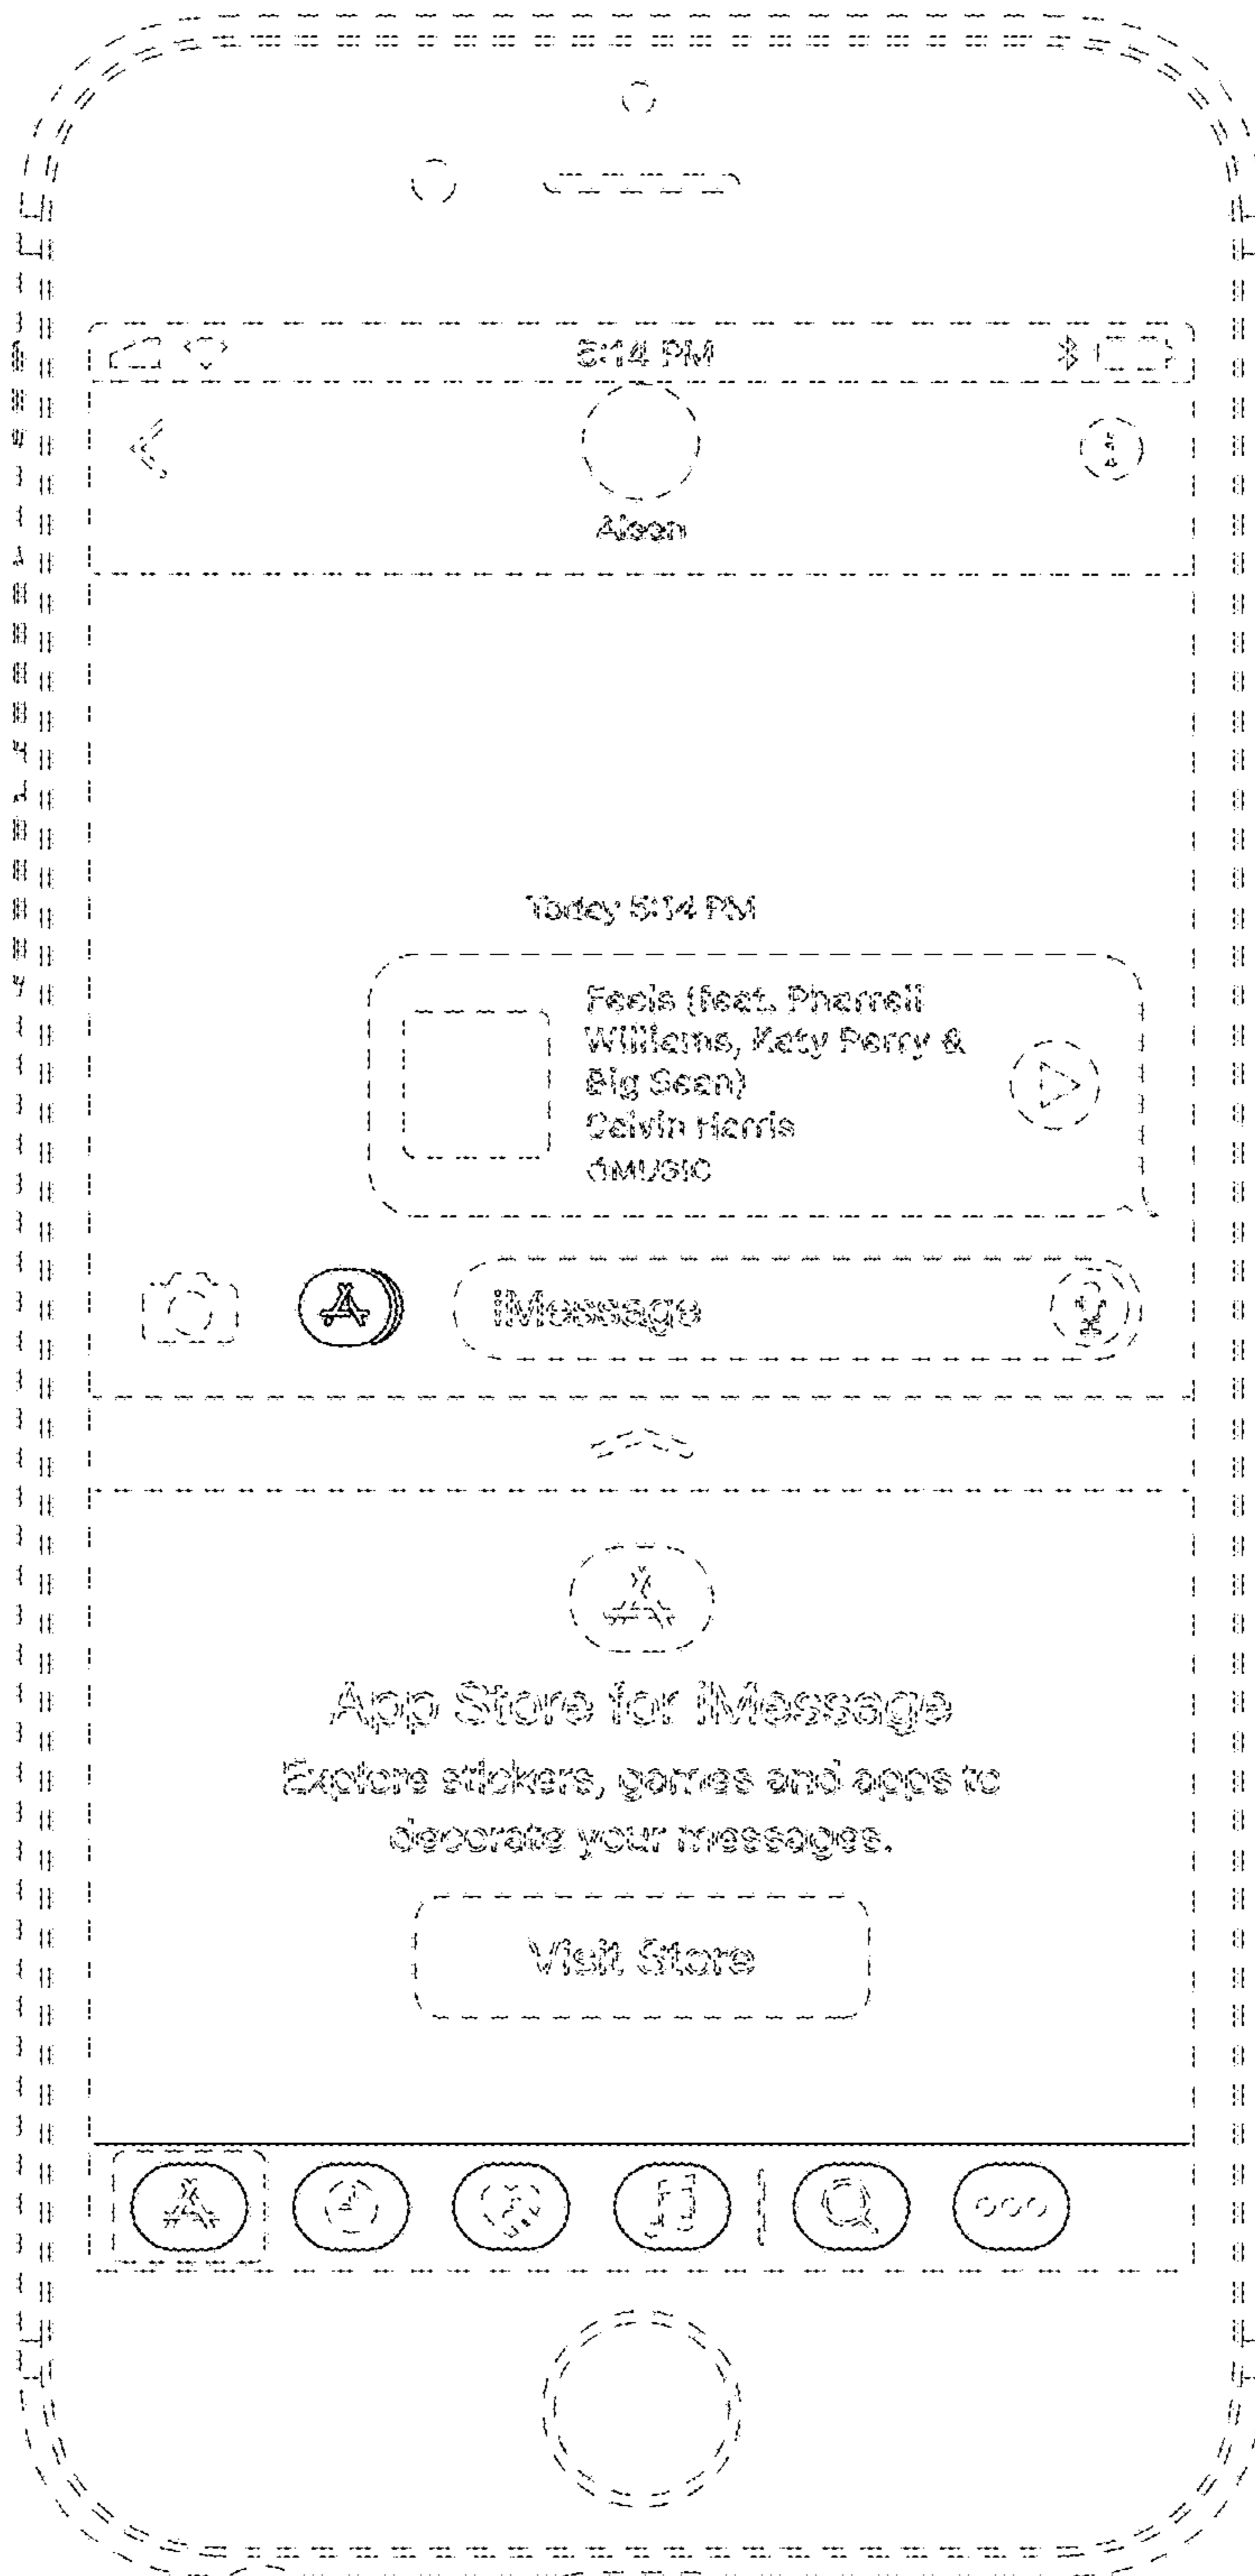 5:14 PM
Today 5:14 PM
Feels (feat. Pharrell
Williams, Katy Perry &
Big Sean)
Calvin Harris
MUSIC
iMessage
App Store for iMessage
Explore stickers, games and apps to
decorate your messages.
Visit Store